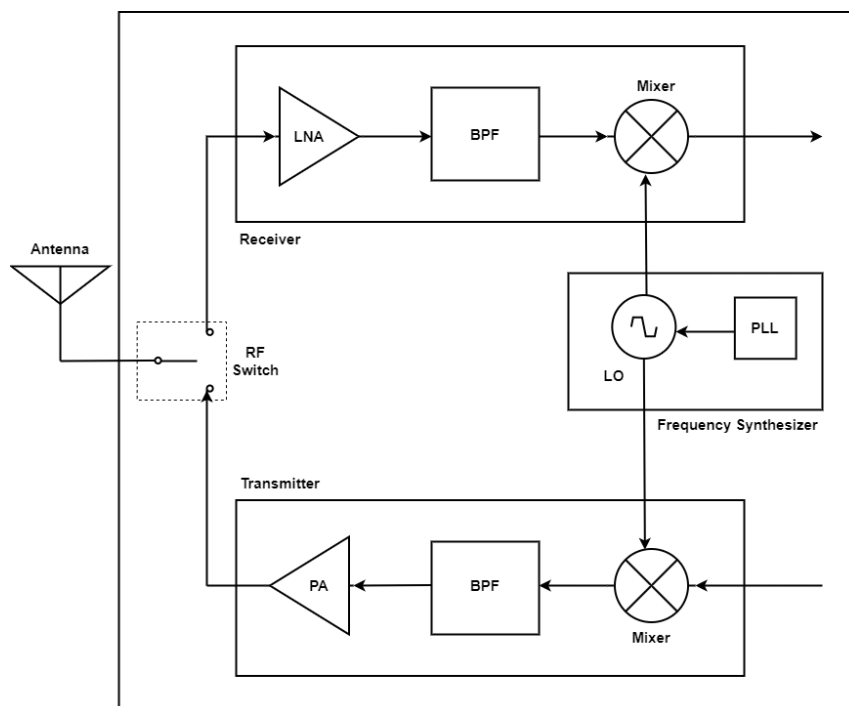 Mixer
LNA
BPF
Receiver
Antenna
RF
Switch
PLL
LO
Frequency Synthesizer
Transmitter
PA
BPF
Mixer